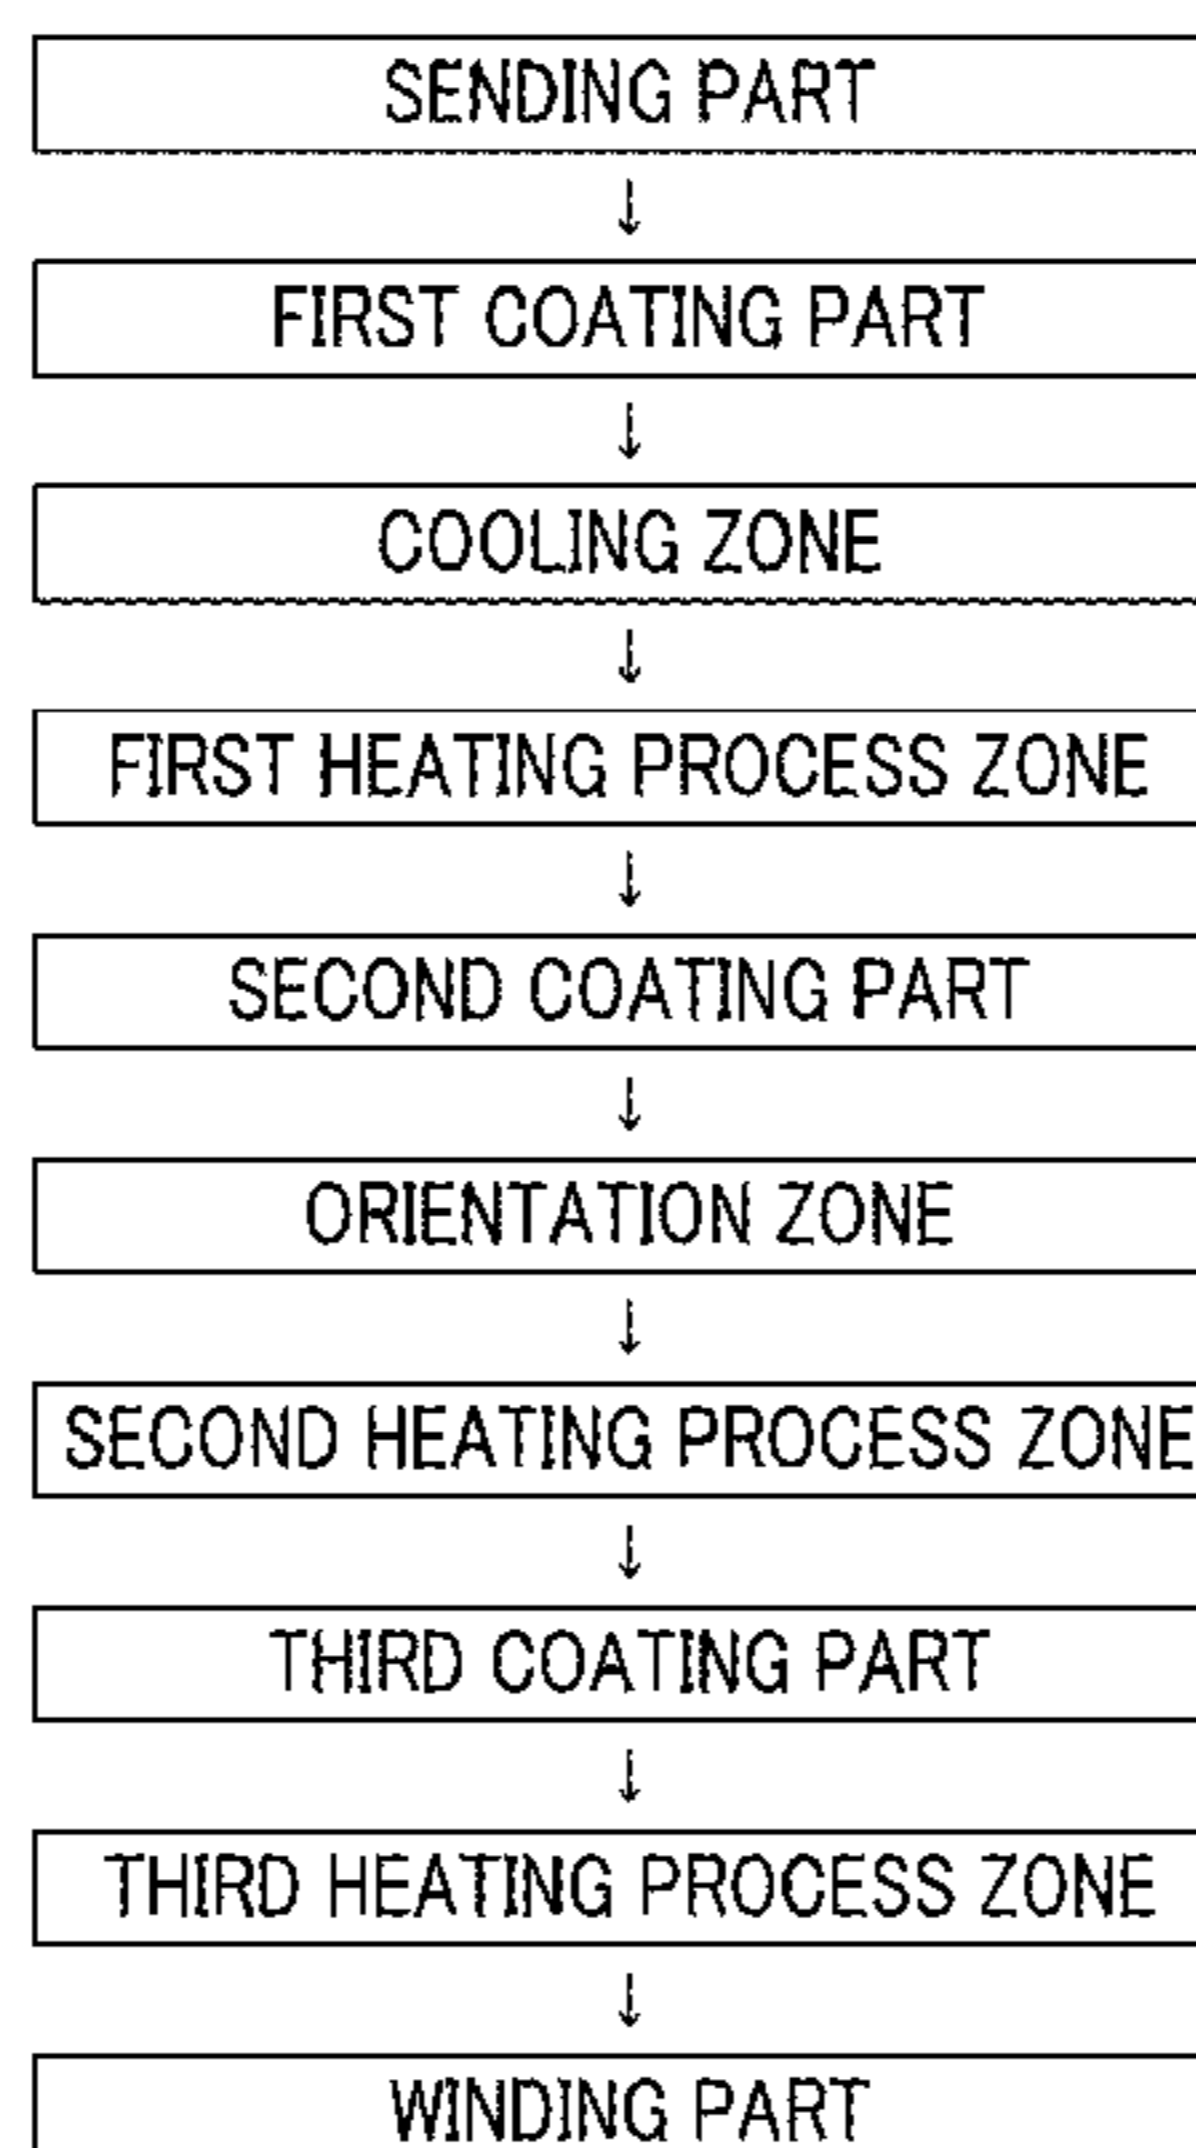 SENDING PART
↓
FIRST COATING PART
↓
COOLING ZONE
↓
FIRST HEATING PROCESS ZONE
↓
SECOND COATING PART
↓
ORIENTATION ZONE
↓
SECOND HEATING PROCESS ZONE
↓
THIRD COATING PART
↓
THIRD HEATING PROCESS ZONE
↓
WINDING PART